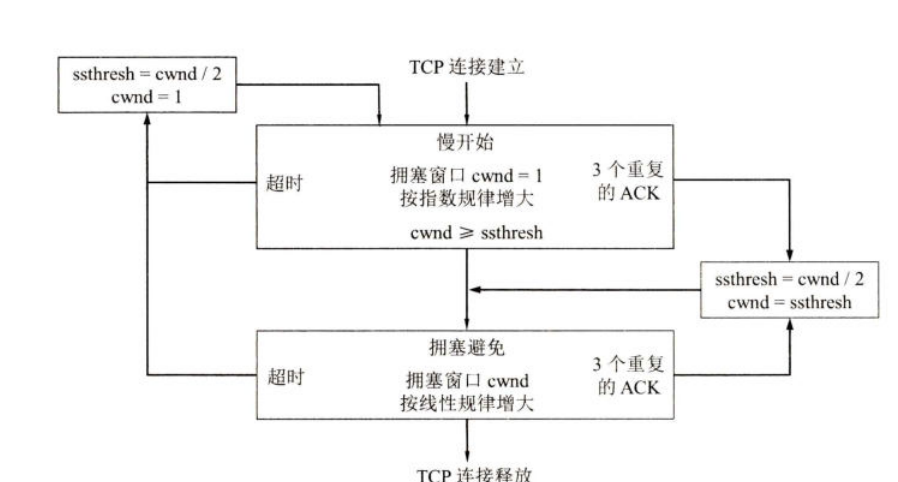 TCP 连接建立
ssthresh = cwnd / 2
cwnd = 1
慢开始
超时
拥塞窗口 cwnd = 1
按指数规律增大
3 个重复
的 ACK
cwnd ⩾ ssthresh
ssthresh = cwnd / 2
cwnd = ssthresh
拥塞避免
超时
拥塞窗口 cwnd
按线性规律增大
3 个重复
的 ACK
TCP 连接释放